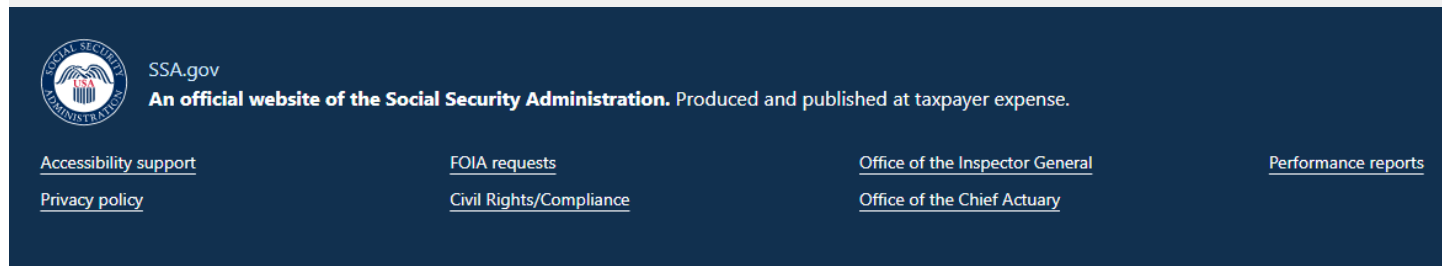 SOCIAL SECURITY ADMINISTRATION
USA
SSA.gov
An official website of the Social Security Administration. Produced and published at taxpayer expense.
Accessibility support
FOIA requests
Office of the Inspector General
Performance reports
Privacy policy
Civil Rights/Compliance
Office of the Chief Actuary